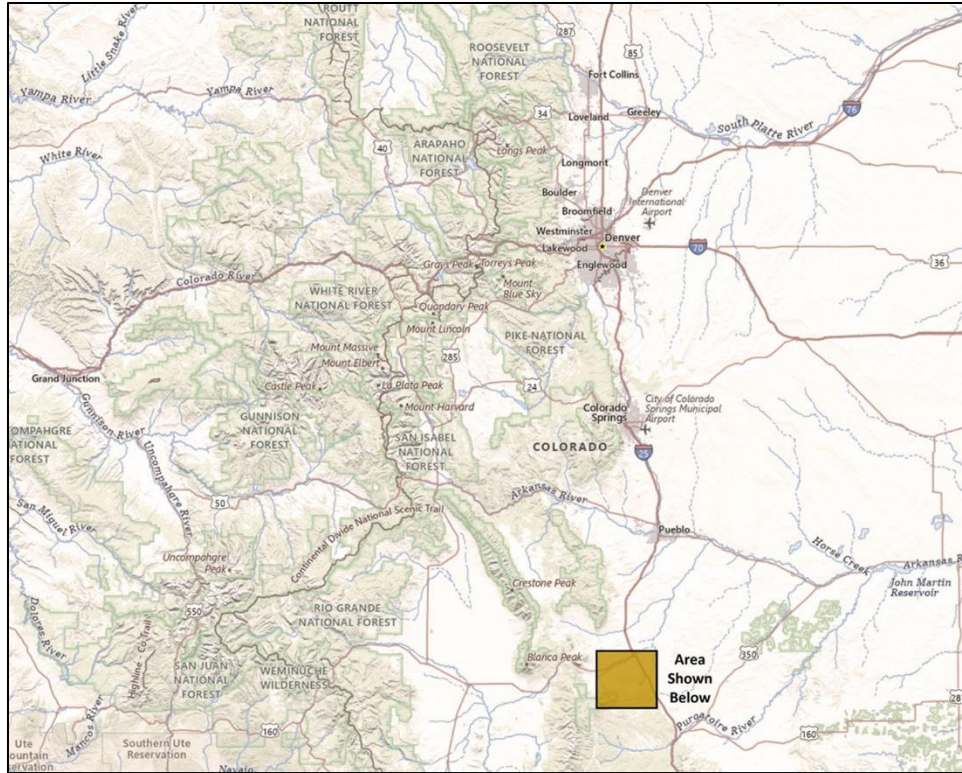 ROUTT
NATIONAL
FOREST
Little Snake River
ROOSEVELT
NATIONAL
FOREST
287
85
Fort Collins
Yampa River
Yampa River
34
Loveland
Greeley
76
South Platte River
White River
40
ARAPAHO
NATIONAL
FOREST
Longs Peak
Longmont
Boulder
Denver
International
Airport
Broomfield
Westminster
Denver
Lakewood
70
36
Englewood
Colorado River
Grays Peak
Torreys Peak
Mount
Blue Sky
WHITE RIVER
NATIONAL FOREST
Quandary Peak
Mount Lincoln
PIKE NATIONAL
FOREST
Mount Massive
Mount Elbert
285
Grand Junction
Castle Peak
La Plata Peak
24
Mount Harvard
Colorado
Springs
City of Colorado
Springs Municipal
Airport
Gunnison River
GUNNISON
NATIONAL
FOREST
SAN ISABEL
NATIONAL
FOREST
COLORADO
25
OMPAHGRE
NATIONAL
FOREST
Uncompahgre River
50
Arkansas River
San Miguel River
Continental Divide National Scenic Trail
Pueblo
Uncompahgre
Peak
Horse Creek
Arkansas R
John Martin
Reservoir
Crestone Peak
Dolores River
550
RIO GRANDE
NATIONAL FOREST
Highline Co Trail
SAN JUAN
NATIONAL
FOREST
WEMINUCHE
WILDERNESS
Blanca Peak
Area
Shown
Below
350
287
Mancos River
160
Purgatoire River
160
Ute
ountain
servation
Southern Ute
Reservation
Navajo